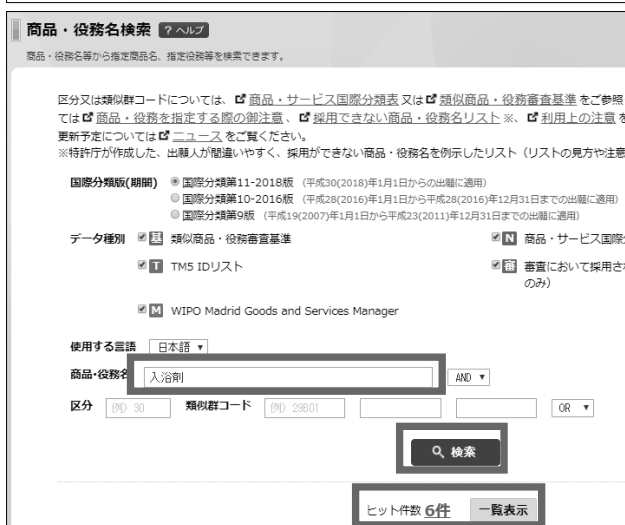 商品・役務名検索 ?ヘルプ
商品・役務名等から指定商品名、指定役務等を検索できます。
区分又は類似群コードについては、商品・サービス国際分類表 又は 類似商品・役務審査基準 をご参照
ては 商品・役務を指定する際の御注意、採用できない商品・役務名リスト ※、利用上の注意 を
更新予定については ニュース をご覧ください。
※特許庁が作成した、出願人が間違いやすく、採用ができない商品・役務名を例示したリスト（リストの見方や注意
国際分類版(期間) 国際分類第11-2018版 （平成30(2018)年1月1日からの出願に適用）
国際分類第10-2016版 （平成28(2016)年1月1日から平成28(2016)年12月31日までの出願に適用）
国際分類第9版 （平成19(2007)年1月1日から平成23(2011)年12月31日までの出願に適用）
データ種別 基 類似商品・役務審査基準 N 商品・サービス国際
T TM5 IDリスト 審 審査において採用さ
のみ）
M WIPO Madrid Goods and Services Manager
使用する言語 日本語 ▼
商品・役務名 入浴剤 AND ▼
区分 例）30 類似群コード 例）29B01 OR ▼
検索
ヒット件数 6件 一覧表示